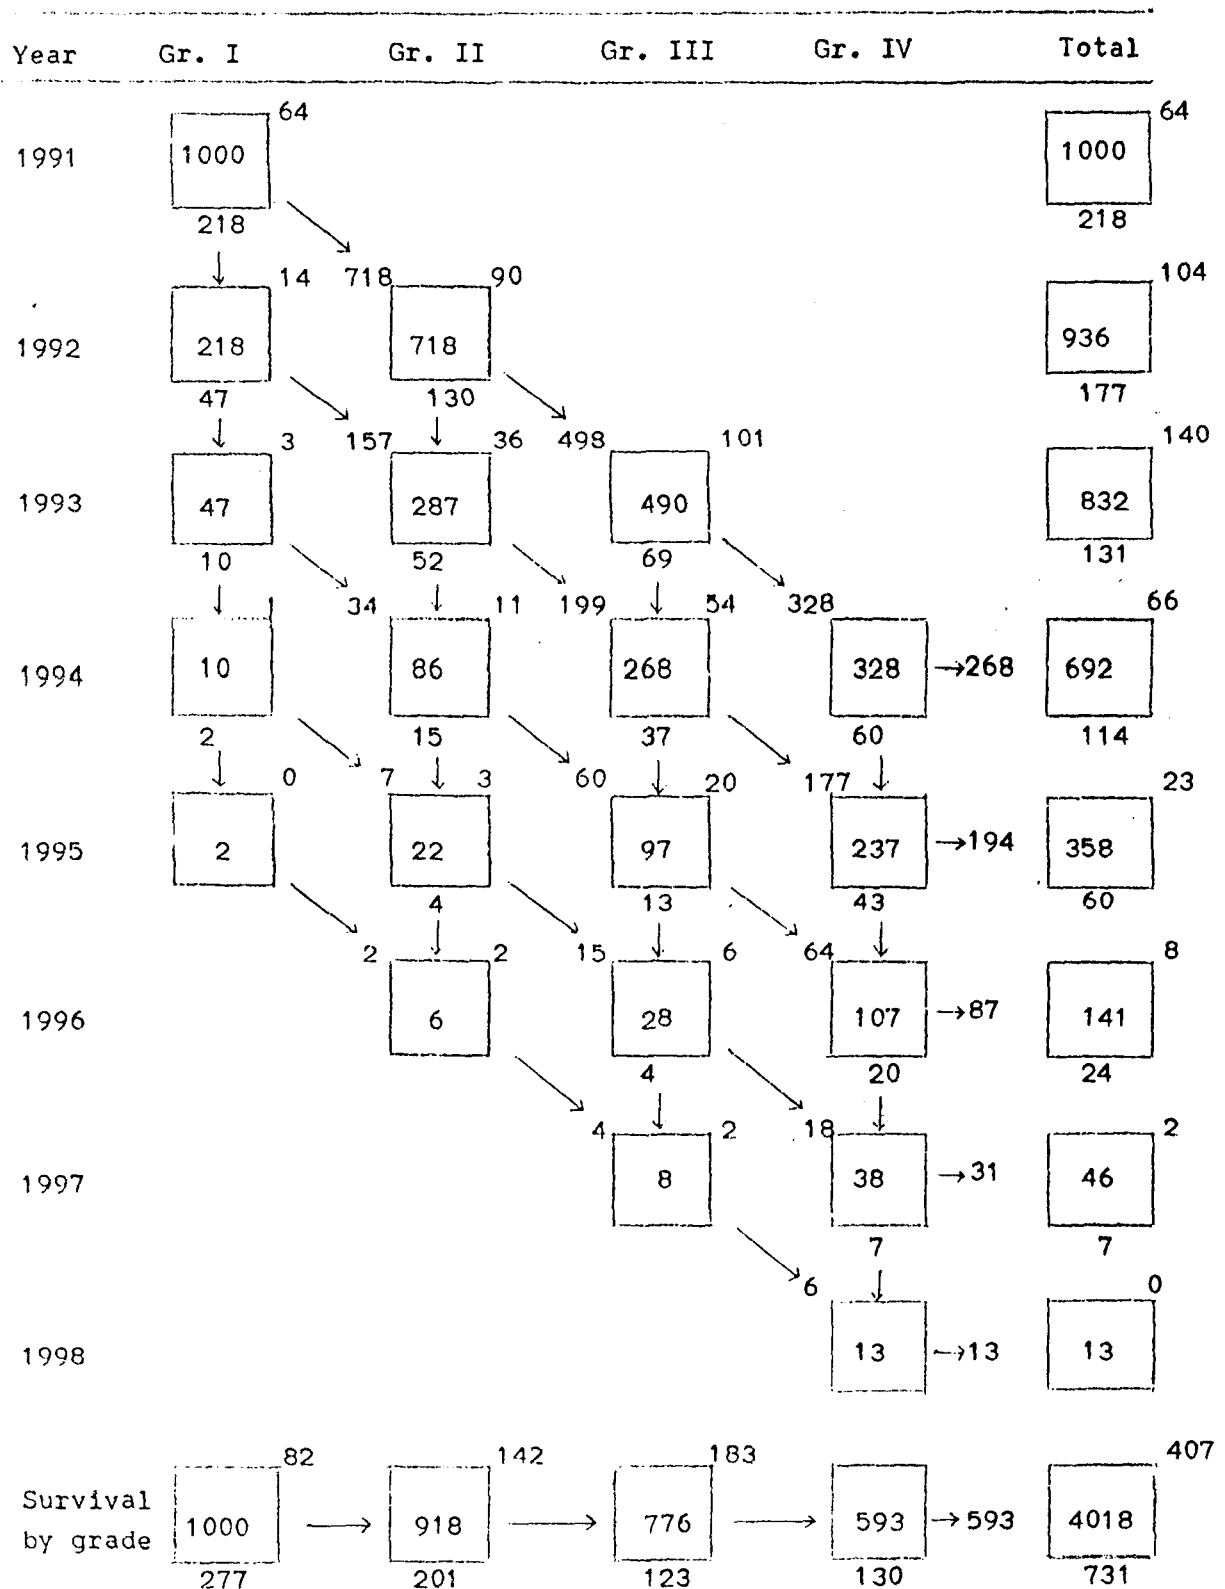 Year Gr. I Gr. II Gr. III Gr. IV Total
64 64
1991 1000 1000
218 218
14 718 90 104
1992 218 718 936
47 130 177
3 157 36 498 101 140
1993 47 287 490 832
10 52 69 131
34 11 199 54 328 66
1994 10 86 268 328 →268 692
2 15 37 60 114
0 7 3 60 20 177 23
1995 2 22 97 237 →194 358
4 13 43 60
2 2 15 6 64 8
1996 6 28 107 →87 141
4 20 24
4 2 18 2
1997 8 38 →31 46
7 7
6 0
1998 13 →13 13
82 142 183 407
Survival
by grade 1000 → 918 → 776 → 593 →593 4018
277 201 123 130 731